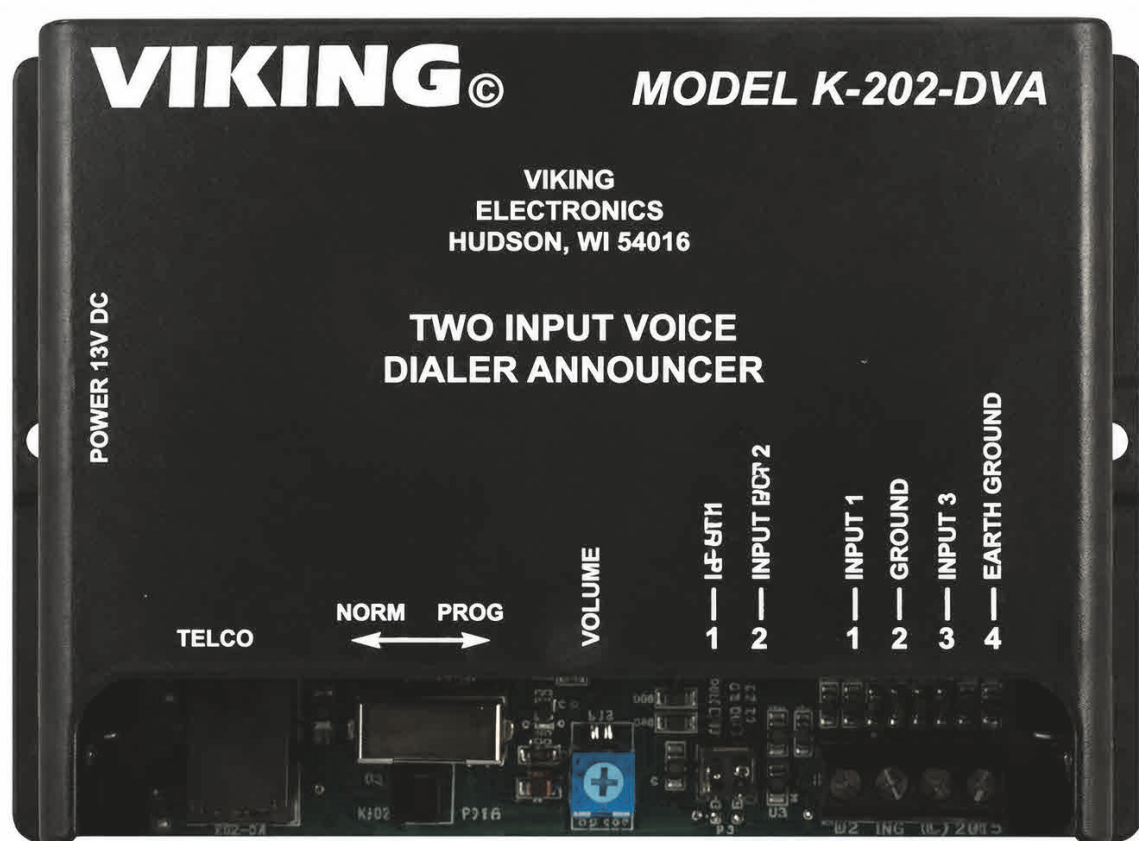 VIKING©
MODEL K-202-DVA
VIKING
ELECTRONICS
HUDSON, WI 54016
TWO INPUT VOICE
DIALER ANNOUNCER
POWER 13V DC
TELCO
NORM PROG
VOLUME
1
2 — INPUT 2
1 — INPUT 1
2 — GROUND
3 — INPUT 3
4 — EARTH GROUND
U3